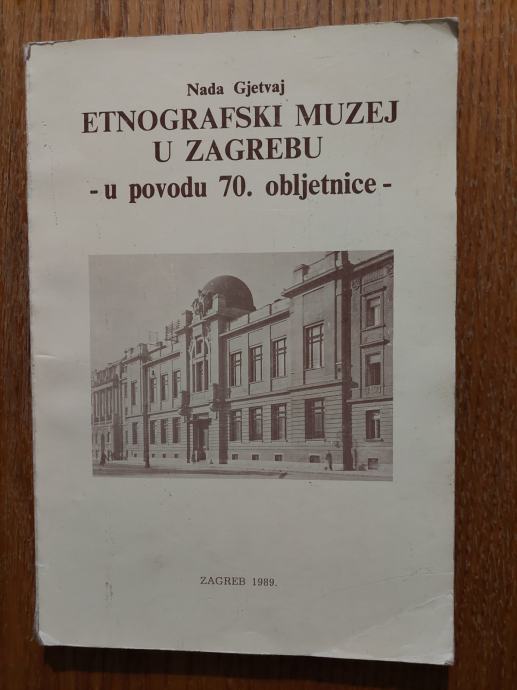 Nada Gjetvaj
ETNOGRAFSKI MUZEJ
U ZAGREBU
- u povodu 70. obljetnice -
ZAGREB 1989.